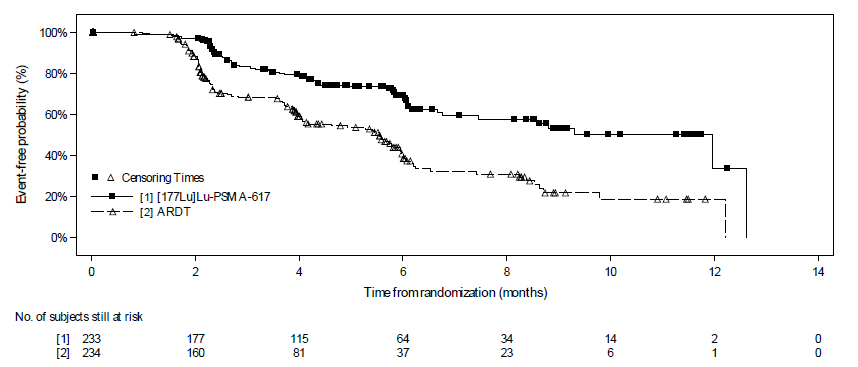 100%
80%
60%
40%
20%
0%
Event-free probability (%)
Censoring Times
[1] [177Lu]Lu-PSMA-617
[2] ARDT
0 2 4 6 8 10 12 14
Time from randomization (months)
No. of subjects still at risk
[1] 233 177 115 64 34 14 2 0
[2] 234 160 81 37 23 6 1 0